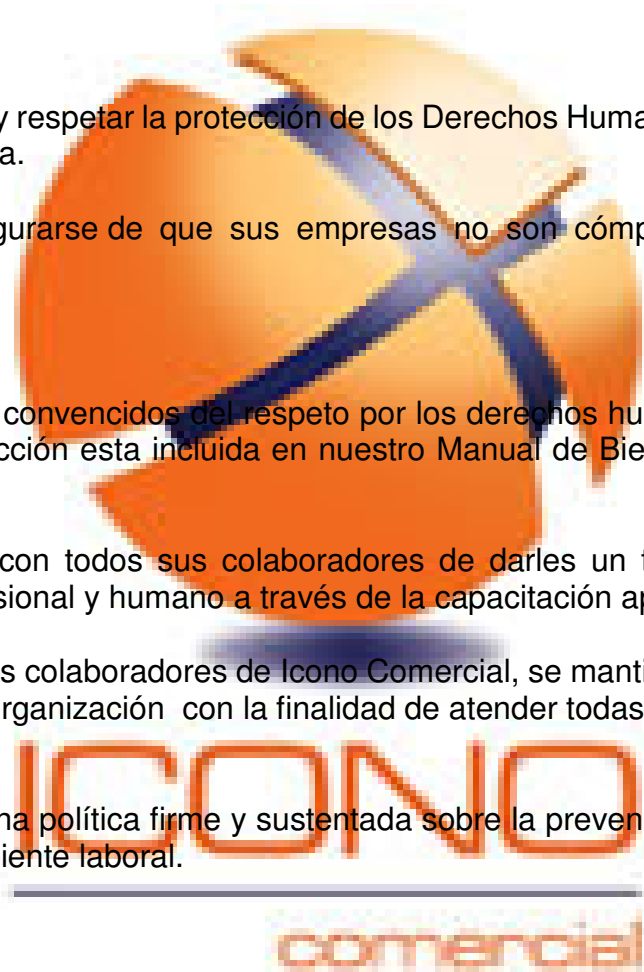 y respetar la protección de los Derechos Huma
a.
gurarse de que sus empresas no son cómp
convencidos del respeto por los derechos hu
cción esta incluida en nuestro Manual de Bie
con todos sus colaboradores de darles un
sional y humano a través de la capacitación ap
s colaboradores de Icono Comercial, se manti
organización con la finalidad de atender todas
ICONO
na política firme y sustentada sobre la preven
iente laboral.
comercial